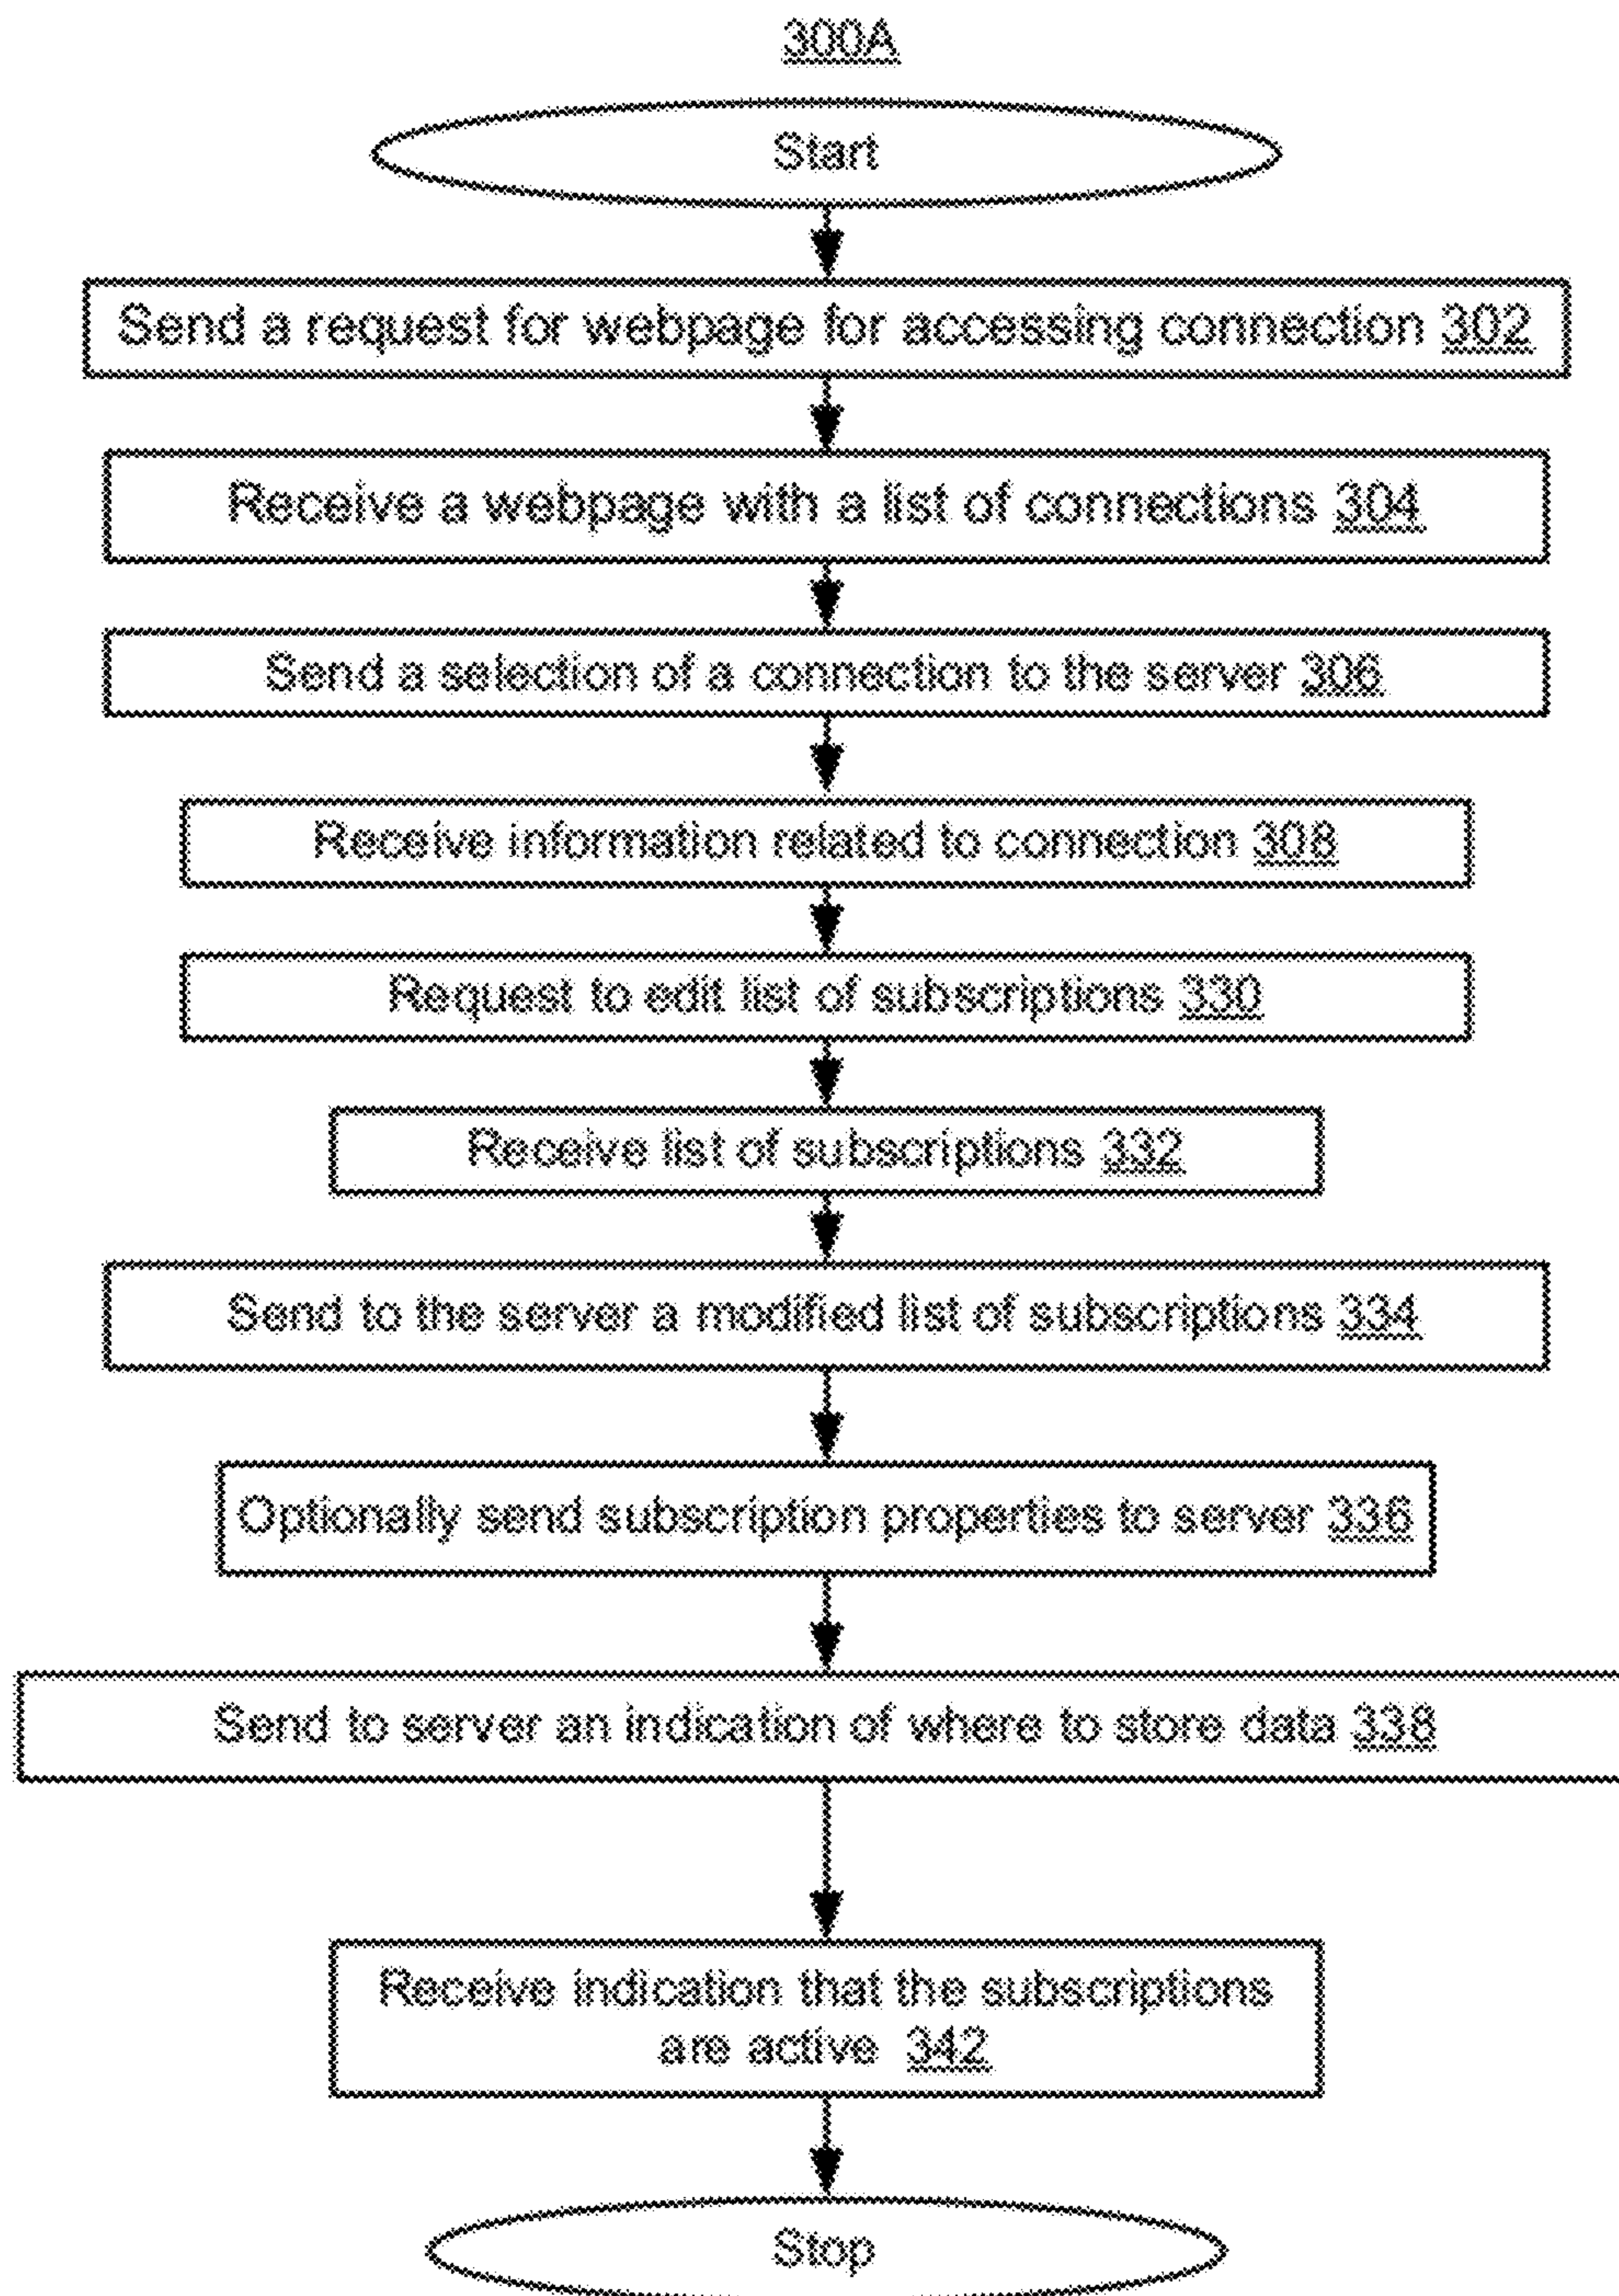 300A
Start
Send a request for webpage for accessing connection 302
Receive a webpage with a list of connections 304
Send a selection of a connection to the server 306
Receive information related to connection 308
Request to edit list of subscriptions 330
Receive list of subscriptions 332
Send to the server a modified list of subscriptions 334
Optionally send subscription properties to server 336
Send to server an indication of where to store data 338
Receive indication that the subscriptions
are active 342
Stop